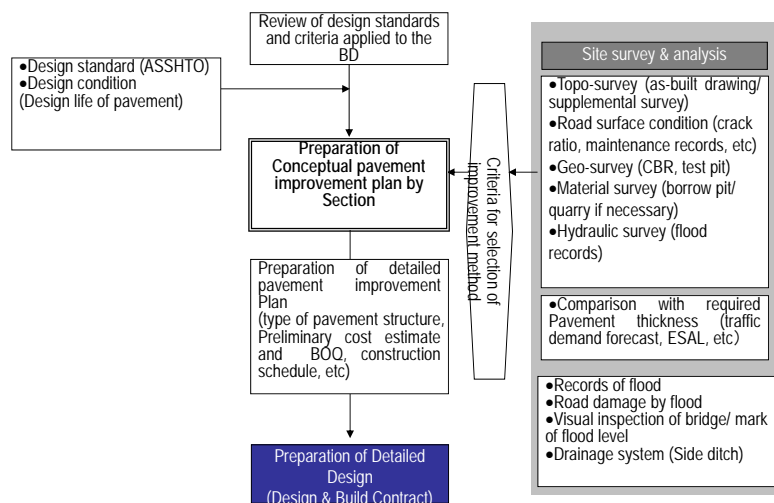 Review of design standards
and criteria applied to the
BD
●Design standard (ASSHTO)
●Design condition
(Design life of pavement)
Preparation of
Conceptual pavement
improvement plan by
Section
Preparation of detailed
pavement improvement
Plan
(type of pavement structure,
Preliminary cost estimate
and BOQ, construction
schedule, etc)
Preparation of Detailed
Design
(Design & Build Contract)
Criteria for selection of
improvement method
Site survey & analysis
●Topo-survey (as-built drawing/
supplemental survey)
●Road surface condition (crack
ratio, maintenance records, etc)
●Geo-survey (CBR, test pit)
●Material survey (borrow pit/
quarry if necessary)
●Hydraulic survey (flood
records)
●Comparison with required
Pavement thickness (traffic
demand forecast, ESAL, etc)
●Records of flood
●Road damage by flood
●Visual inspection of bridge/ mark
of flood level
●Drainage system (Side ditch)